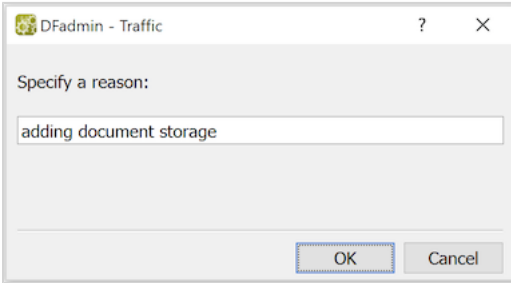 DFadmin - Traffic ?
Specify a reason:
adding document storage
OK Cancel